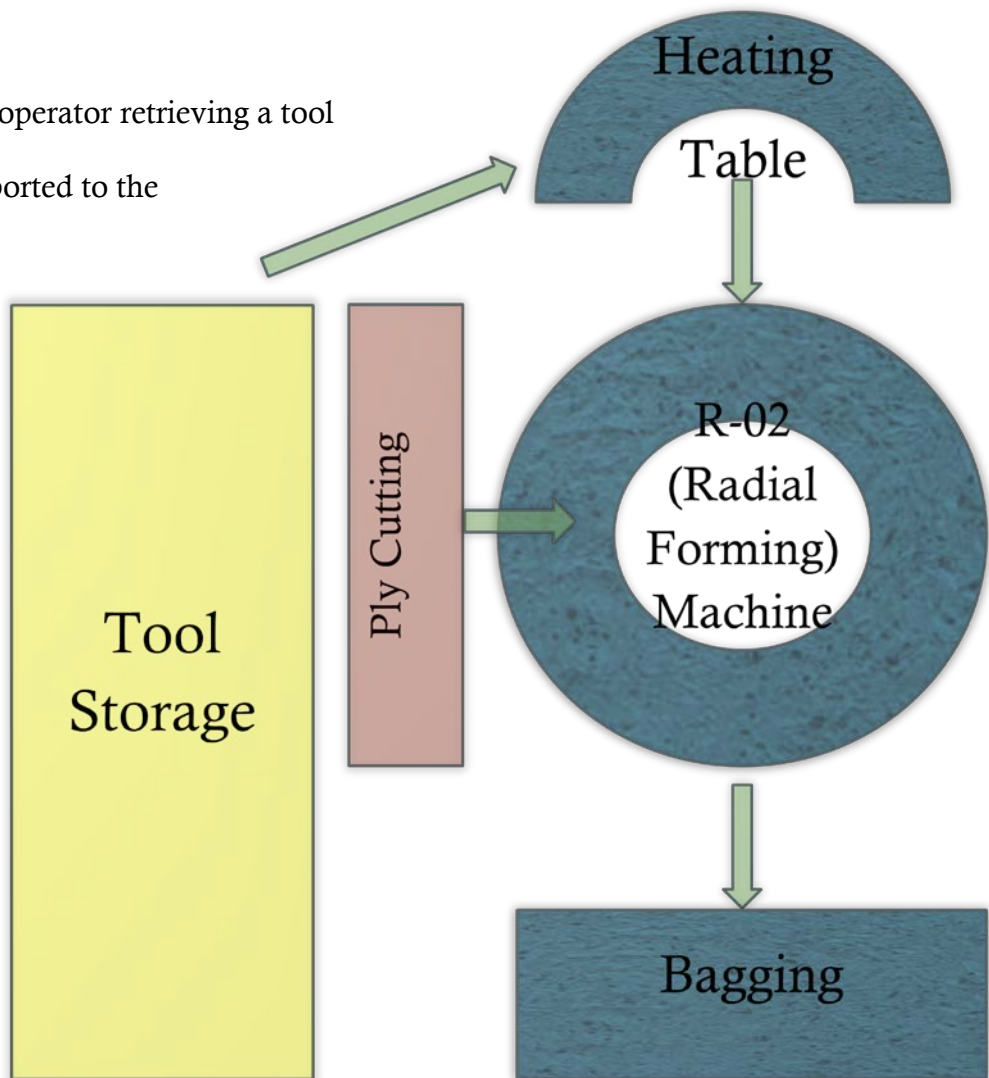 operator retrieving a tool
ported to the
Heating
Table
Tool
Storage
Ply Cutting
R-02
(Radial
Forming)
Machine
Bagging